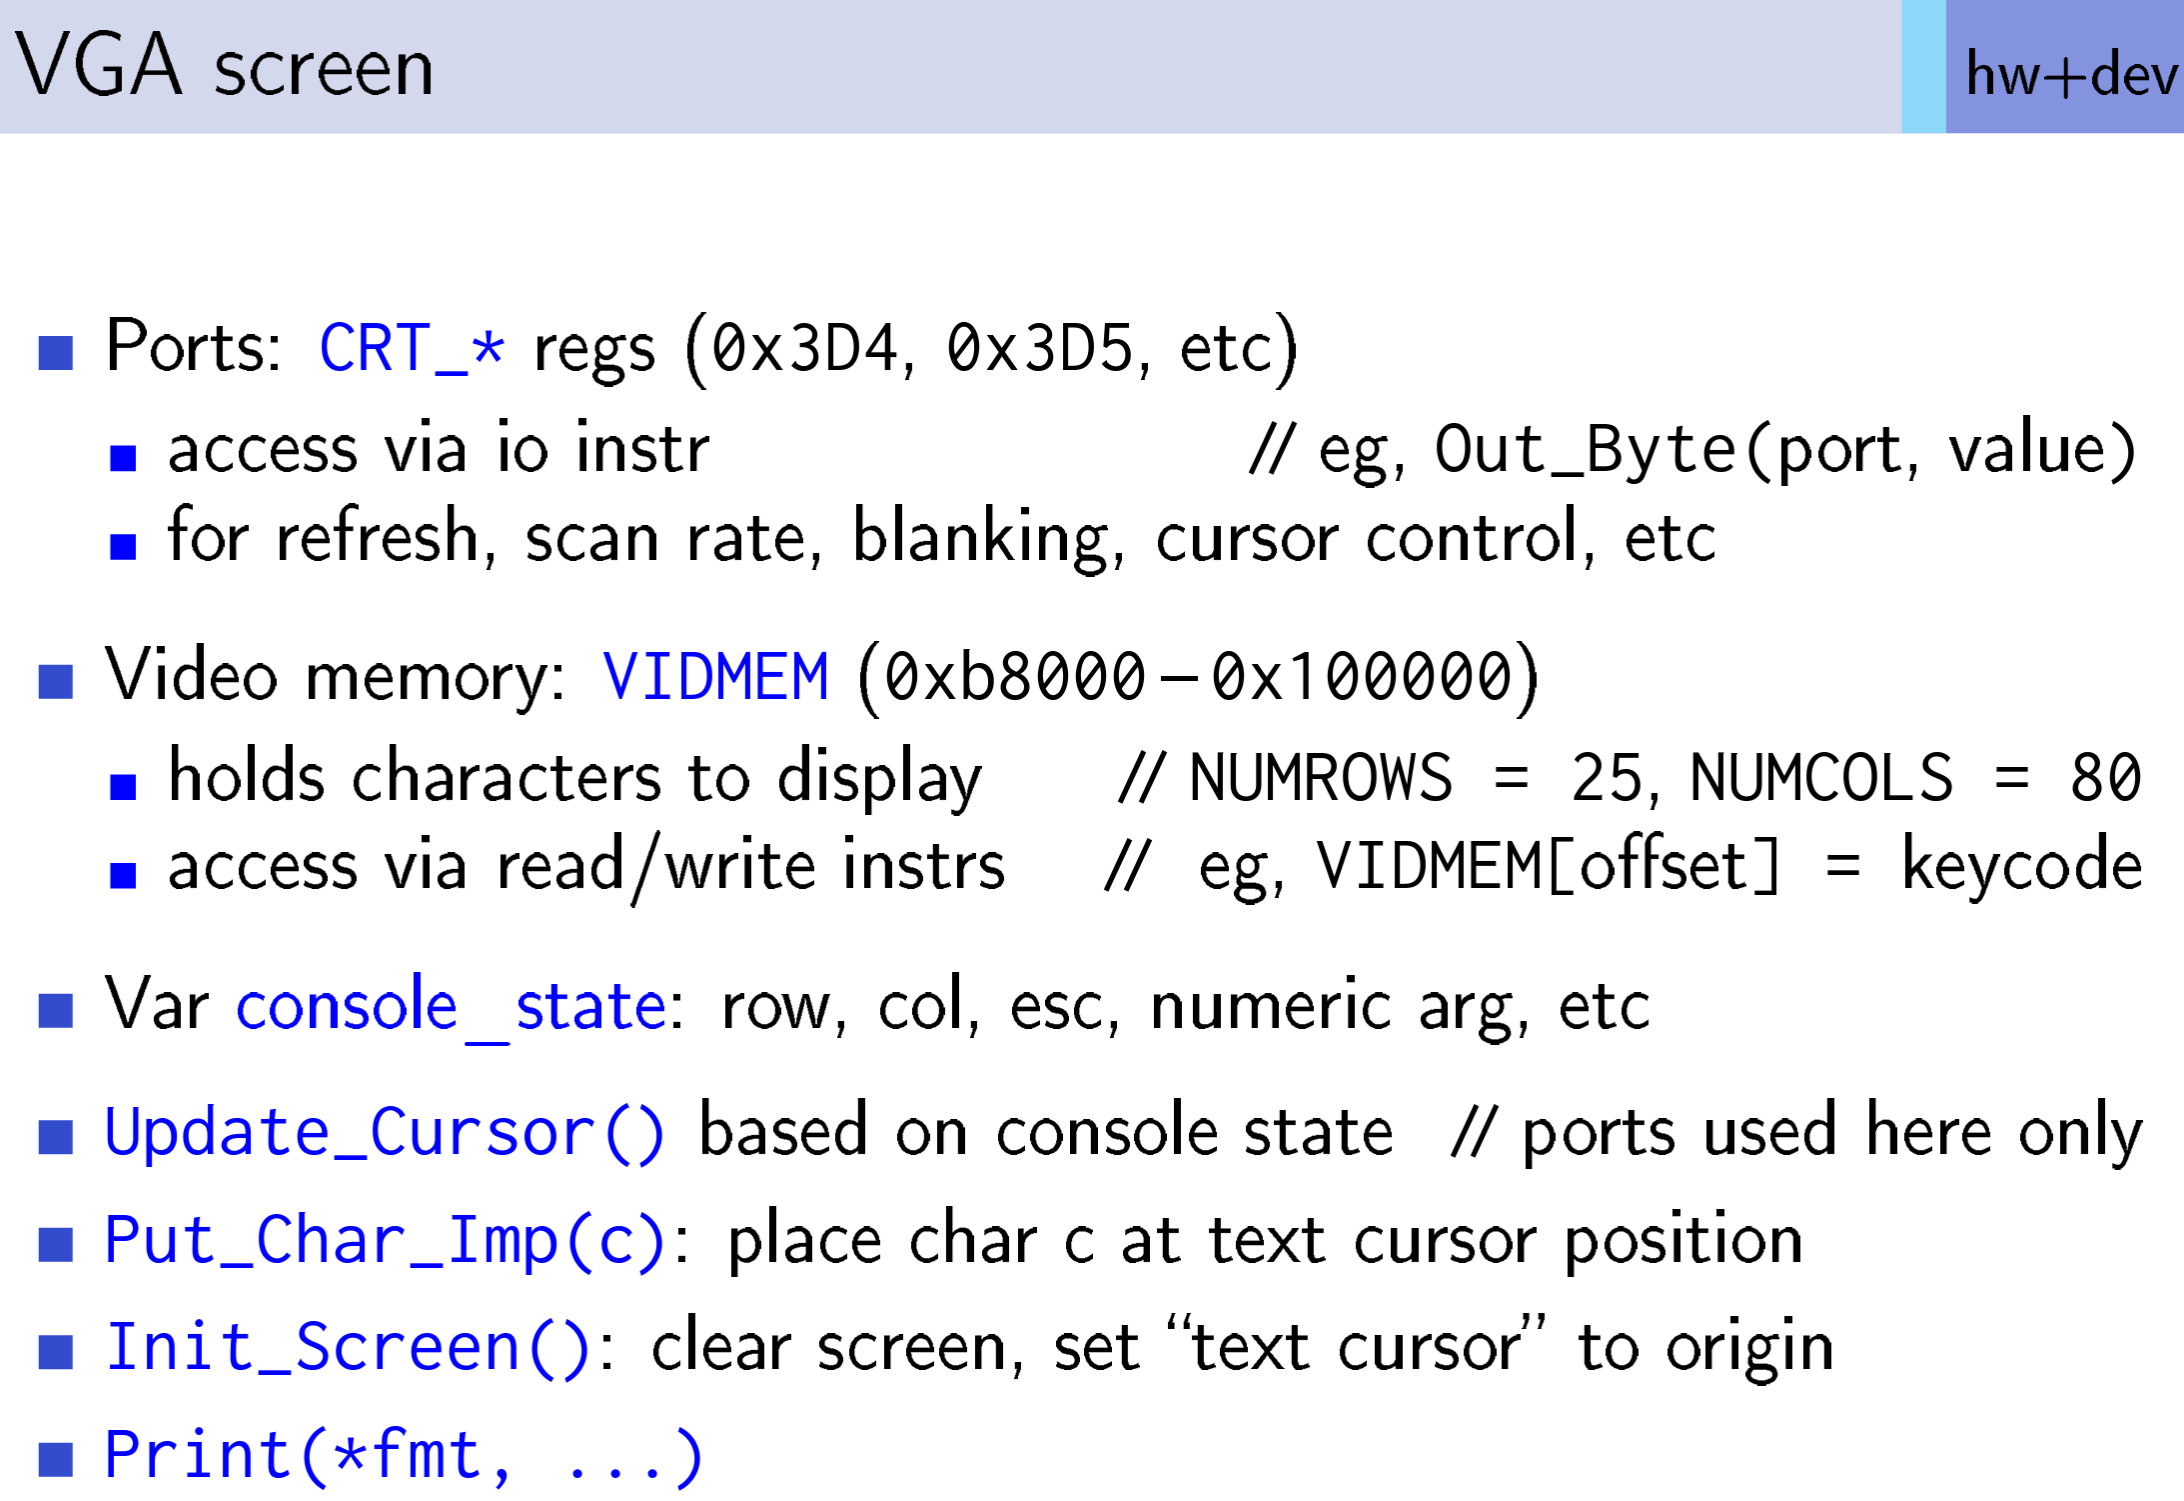 VGA screen
hw+dev
Ports: CRT_* regs (0x3D4, 0x3D5, etc)
access via io instr // eg, Out_Byte(port, value)
for refresh, scan rate, blanking, cursor control, etc
Video memory: VIDMEM (0xb8000–0x100000)
holds characters to display // NUMROWS = 25, NUMCOLS = 80
access via read/write instrs // eg, VIDMEM[offset] = keycode
Var console_state: row, col, esc, numeric arg, etc
Update_Cursor() based on console state // ports used here only
Put_Char_Imp(c): place char c at text cursor position
Init_Screen(): clear screen, set “text cursor” to origin
Print(*fmt, ...)